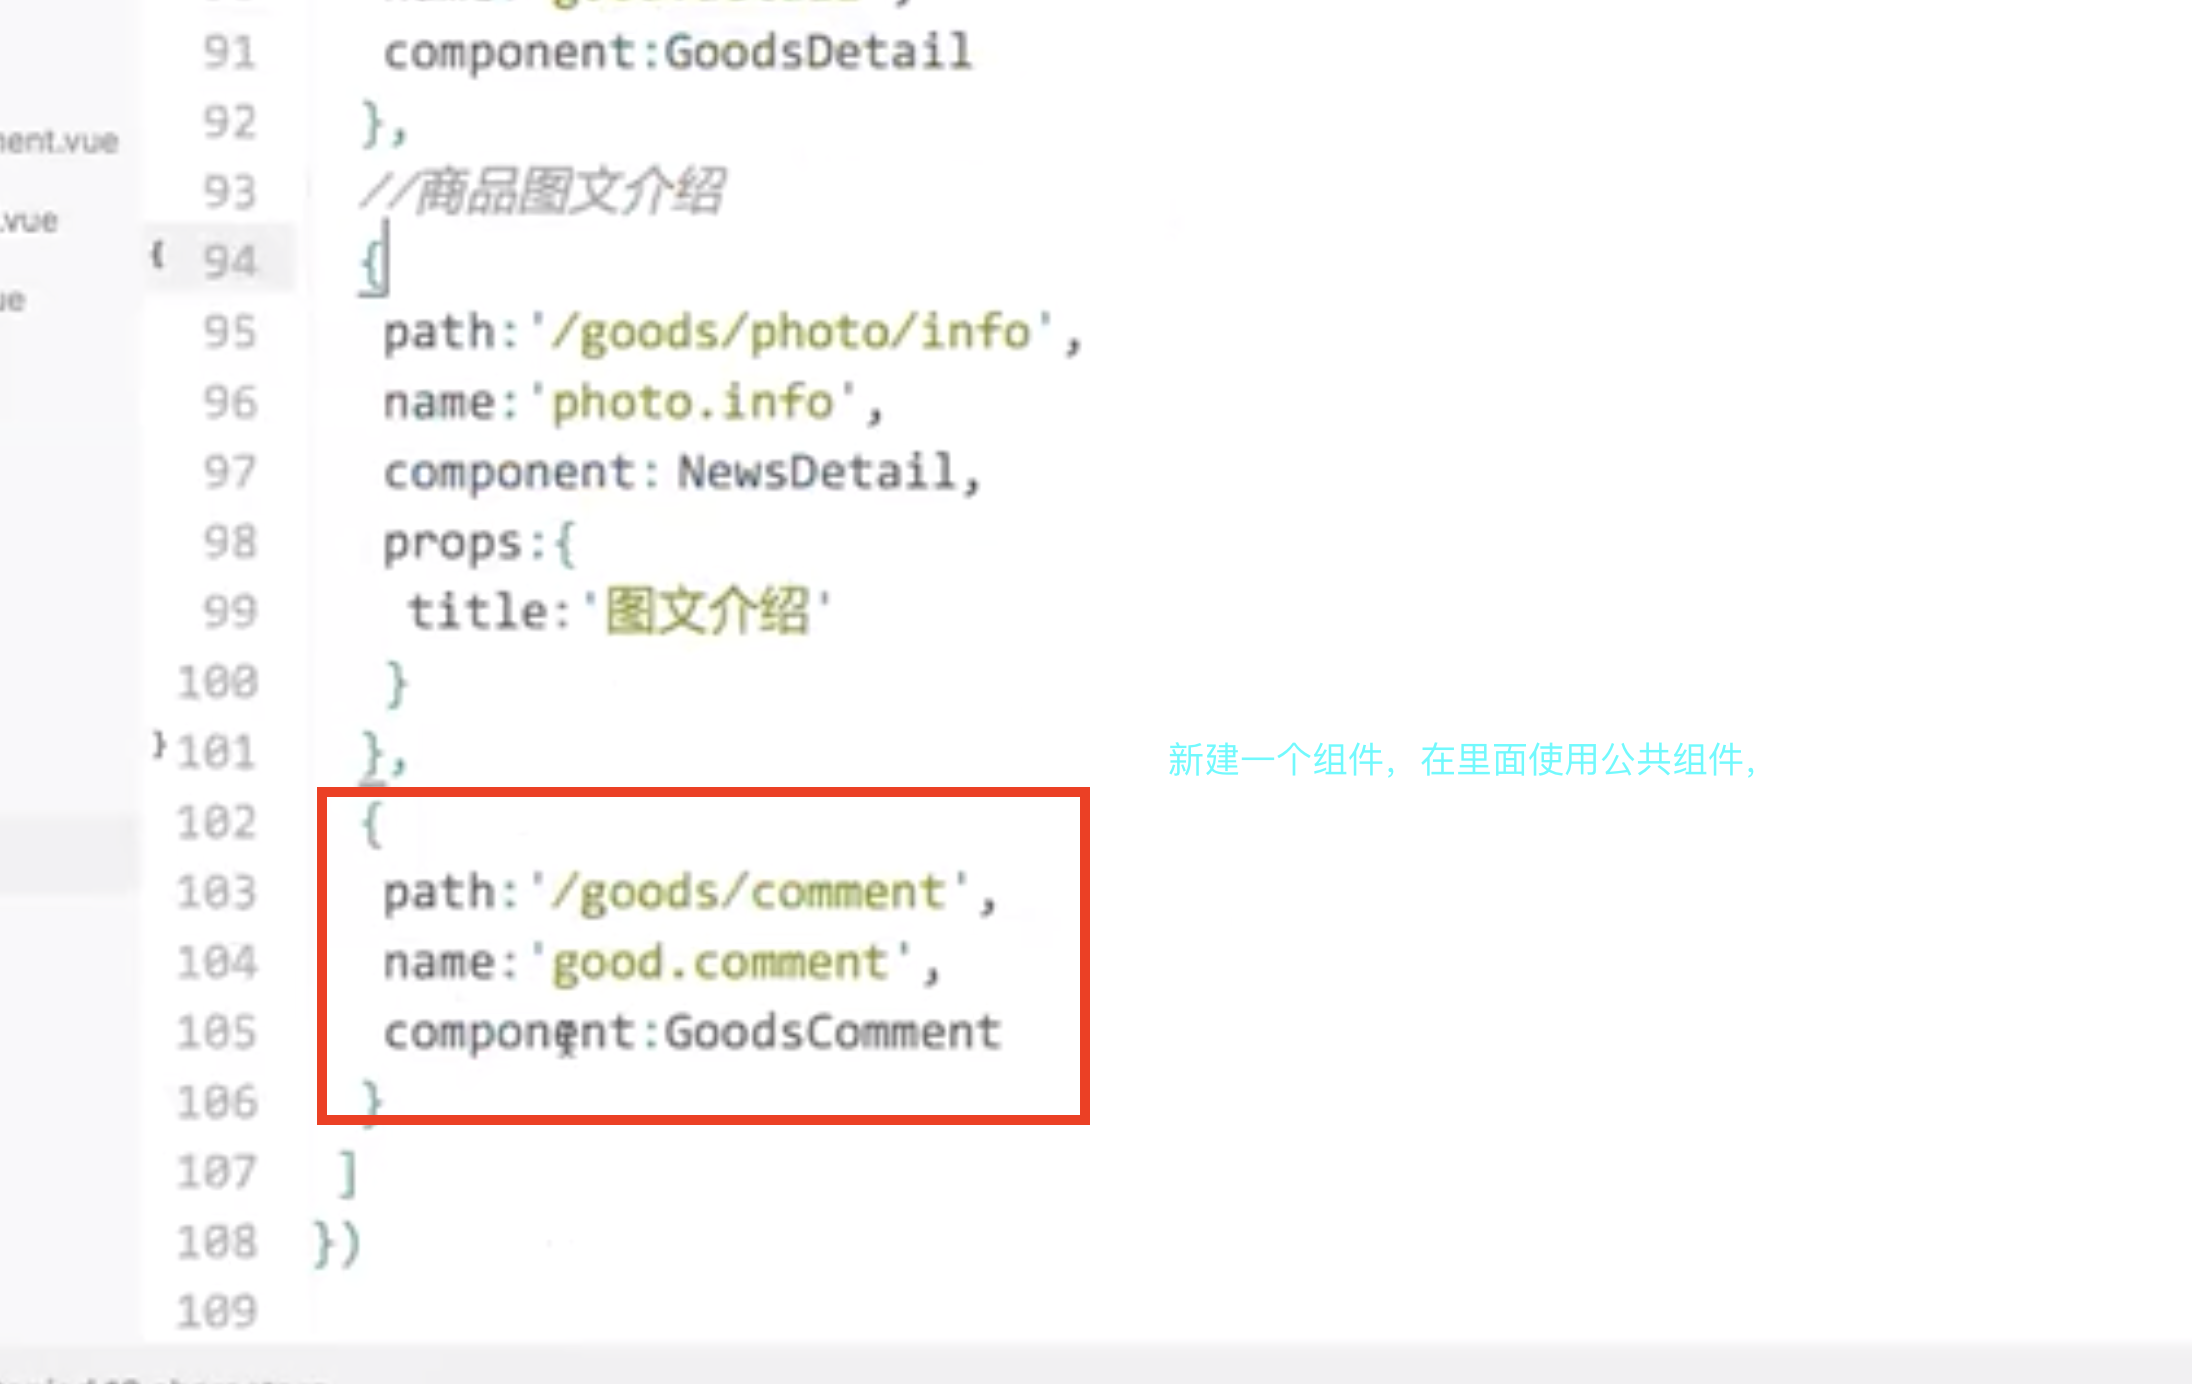 91 component:GoodsDetail
92 },
ment.vue
93 //商品图文介绍
.vue
{ 94 {
ue
95 path:'/goods/photo/info',
96 name:'photo.info',
97 component: NewsDetail,
98 props:{
99 title:'图文介绍'
100 }
} 101 },
新建一个组件，在里面使用公共组件，
102 {
103 path:'/goods/comment',
104 name:'good.comment',
105 component:GoodsComment
106 }
107 ]
108 })
109